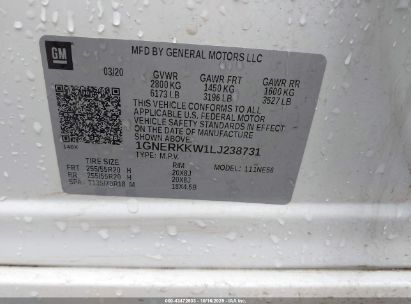 GM
MFD BY GENERAL MOTORS LLC
03/20 GVWR GAWR FRT GAWR RR
2800 KG 1450 KG 1600 KG
6173 LB 3196 LB 3527 LB
THIS VEHICLE CONFORMS TO ALL
APPLICABLE U.S. FEDERAL MOTOR
VEHICLE SAFETY
STANDARDS IN EFFECT ON THE DATE OF MANUFACTURE
SHOWN ABOVE.
1GNERKKW1LJ238731
TYPE: M.P.V.
TIRE SIZE RIM
FRT 255/55R20 H 20X8J
RR 255/55R20 H 20X8J
SPA T135/70R18 M 18X4.5B